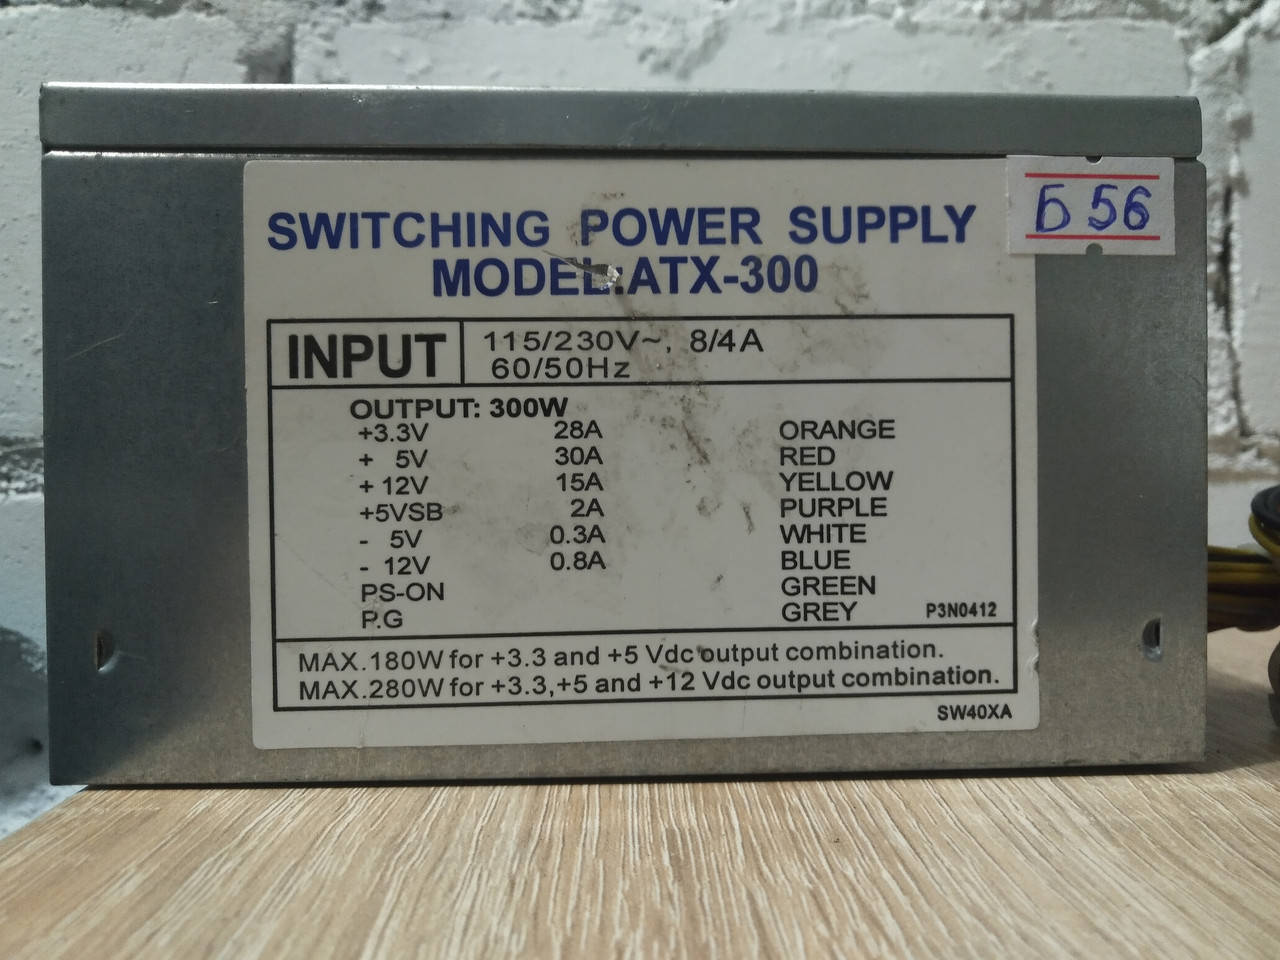 SWITCHING POWER SUPPLY
Б 56
MODEL:ATX-300
INPUT
115/230V~, 8/4A
60/50Hz
OUTPUT: 300W
+3.3V 28A ORANGE
+ 5V 30A RED
+ 12V 15A YELLOW
+5VSB 2A PURPLE
- 5V 0.3A WHITE
- 12V 0.8A BLUE
PS-ON GREEN
P.G GREY P3N0412
MAX.180W for +3.3 and +5 Vdc output combination.
MAX.280W for +3.3,+5 and +12 Vdc output combination.
SW40XA